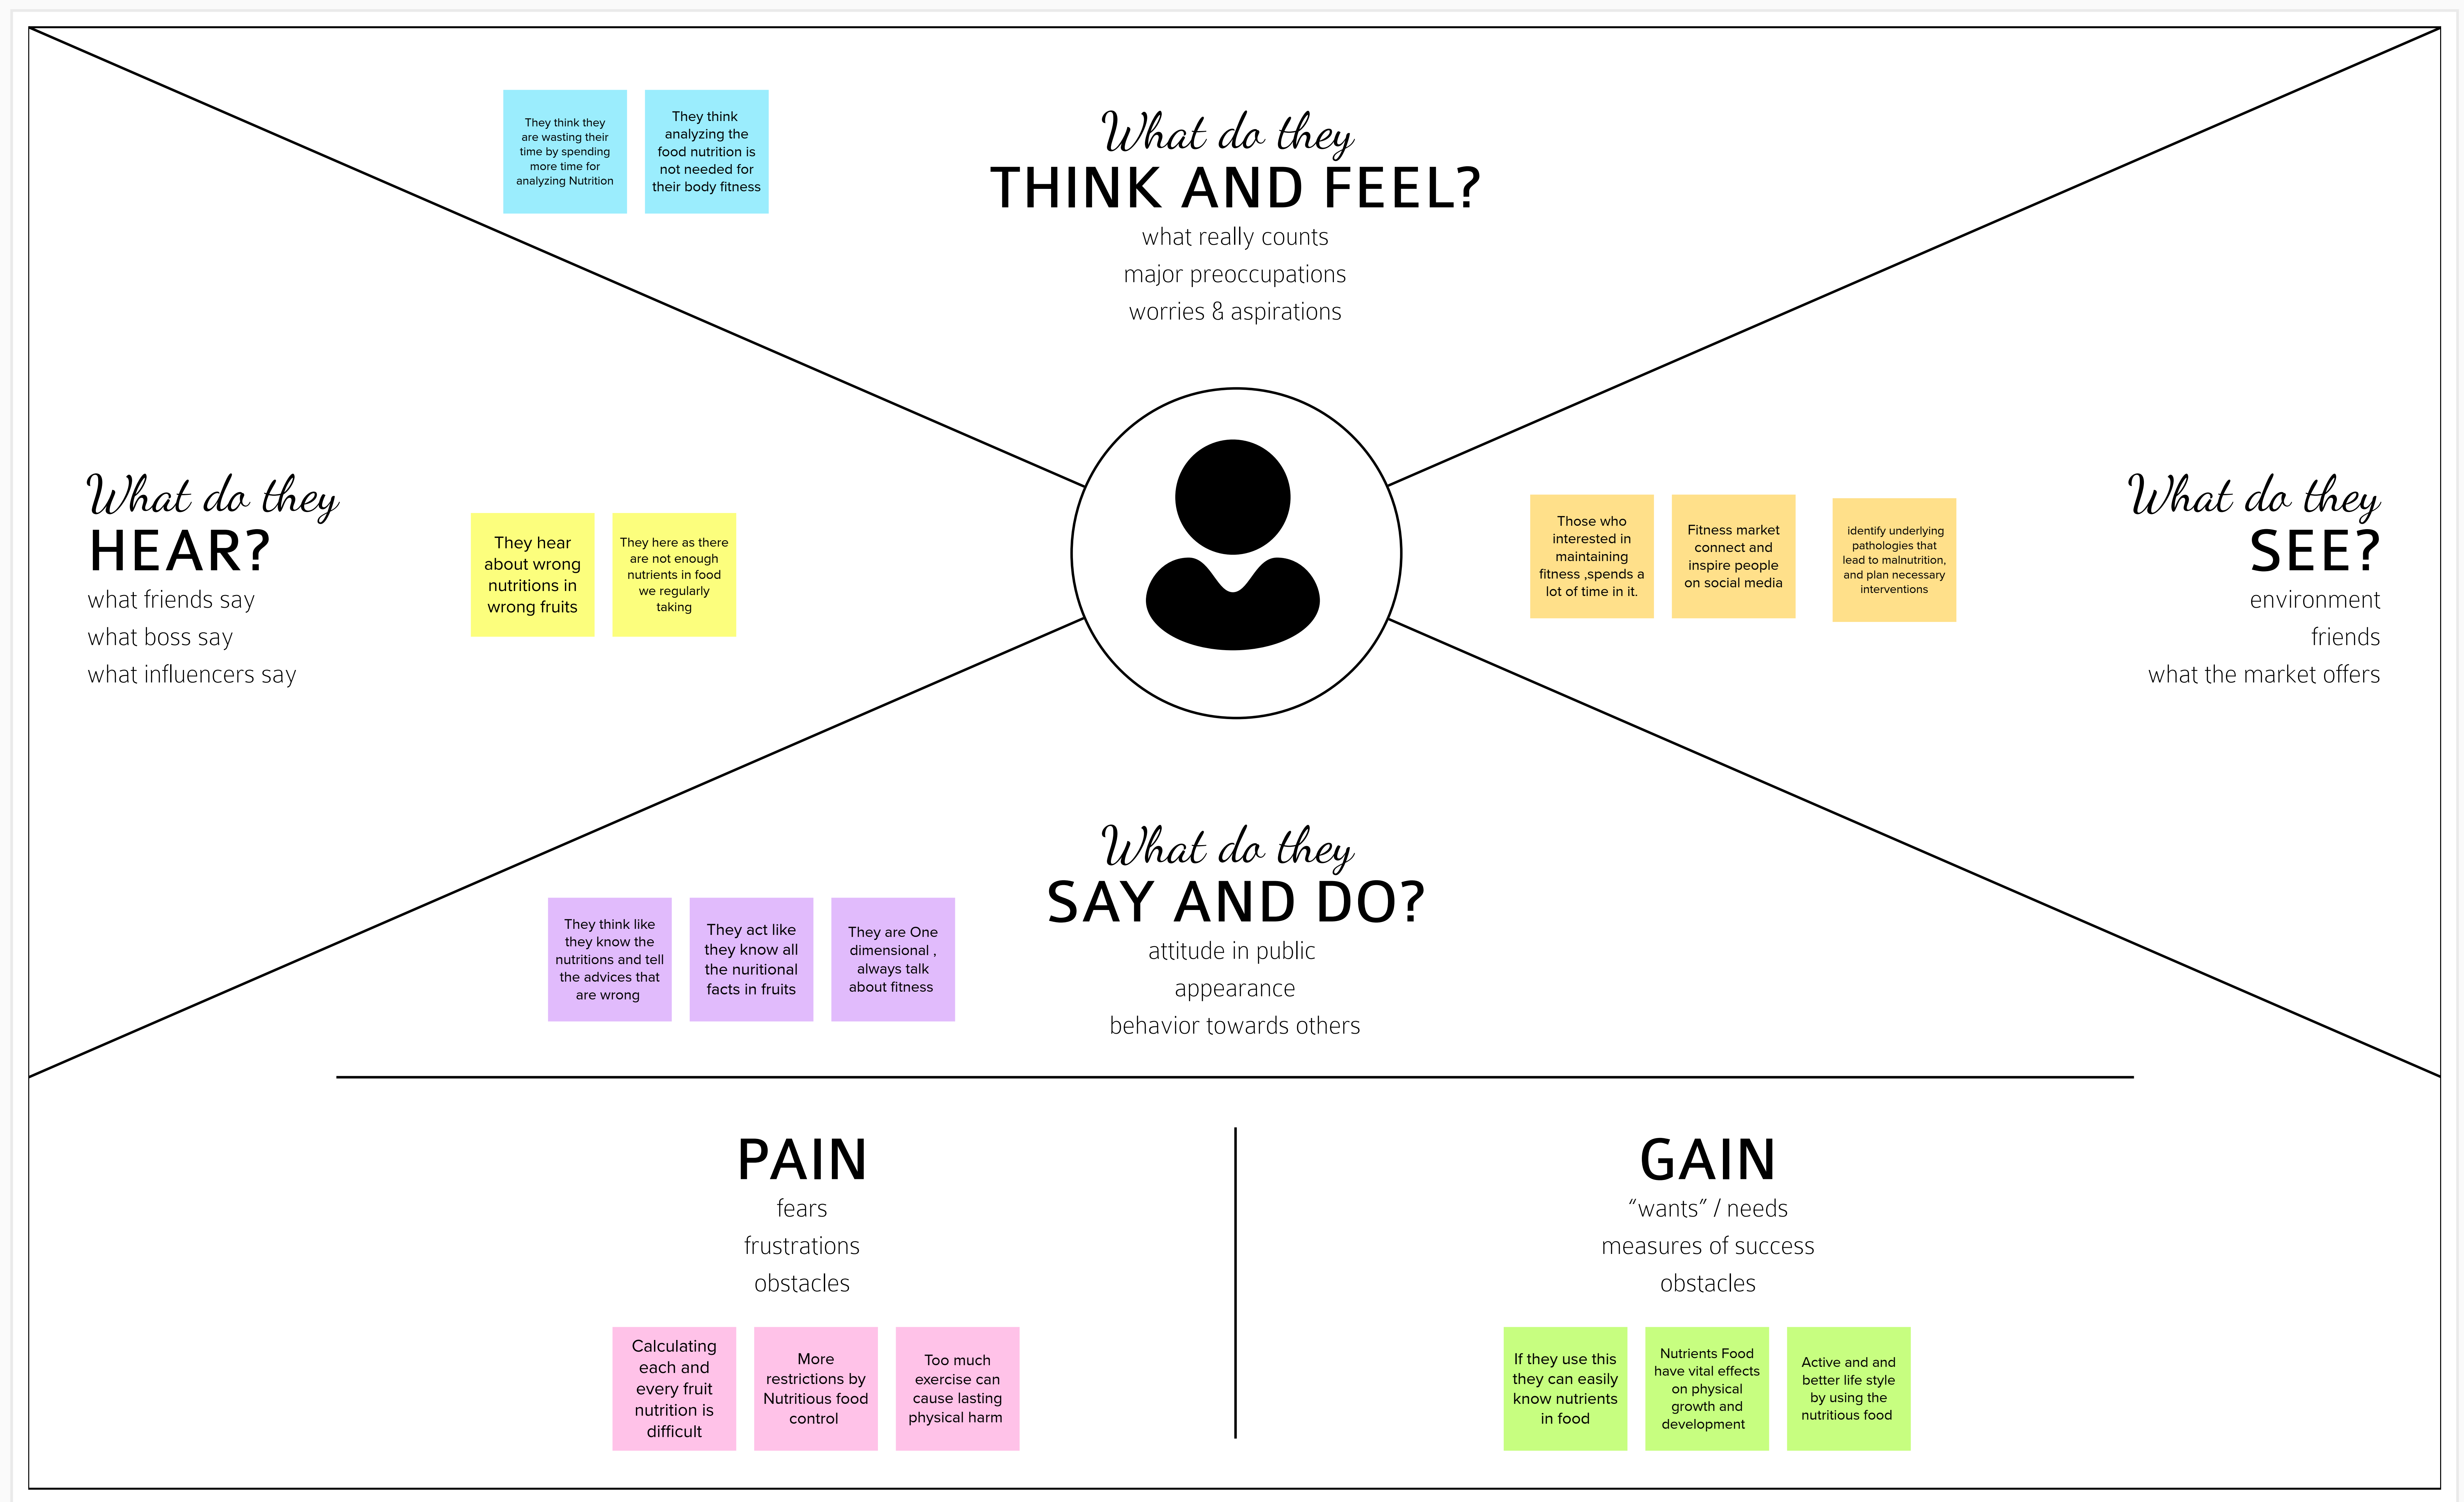 They think they
are wasting their
time by spending
more time for
analyzing Nutrition
They think
analyzing the
food nutrition is
not needed for
their body fitness
What do they
THINK AND FEEL?
what really counts
major preoccupations
worries & aspirations
What do they
HEAR?
what friends say
what boss say
what influencers say
They hear
about wrong
nutritions in
wrong fruits
They here as there
are not enough
nutrients in food
we regularly
taking
Those who
interested in
maintaining
fitness ,spends a
lot of time in it.
Fitness market
connect and
inspire people
on social media
identify underlying
pathologies that
lead to malnutrition,
and plan necessary
interventions
What do they
SEE?
environment
friends
what the market offers
They think like
they know the
nutritions and tell
the advices that
are wrong
They act like
they know all
the nuritional
facts in fruits
They are One
dimensional ,
always talk
about fitness
What do they
SAY AND DO?
attitude in public
appearance
behavior towards others
PAIN
fears
frustrations
obstacles
Calculating
each and
every fruit
nutrition is
difficult
More
restrictions by
Nutritious food
control
Too much
exercise can
cause lasting
physical harm
GAIN
“wants” / needs
measures of success
obstacles
If they use this
they can easily
know nutrients
in food
Nutrients Food
have vital effects
on physical
growth and
development
Active and and
better life style
by using the
nutritious food